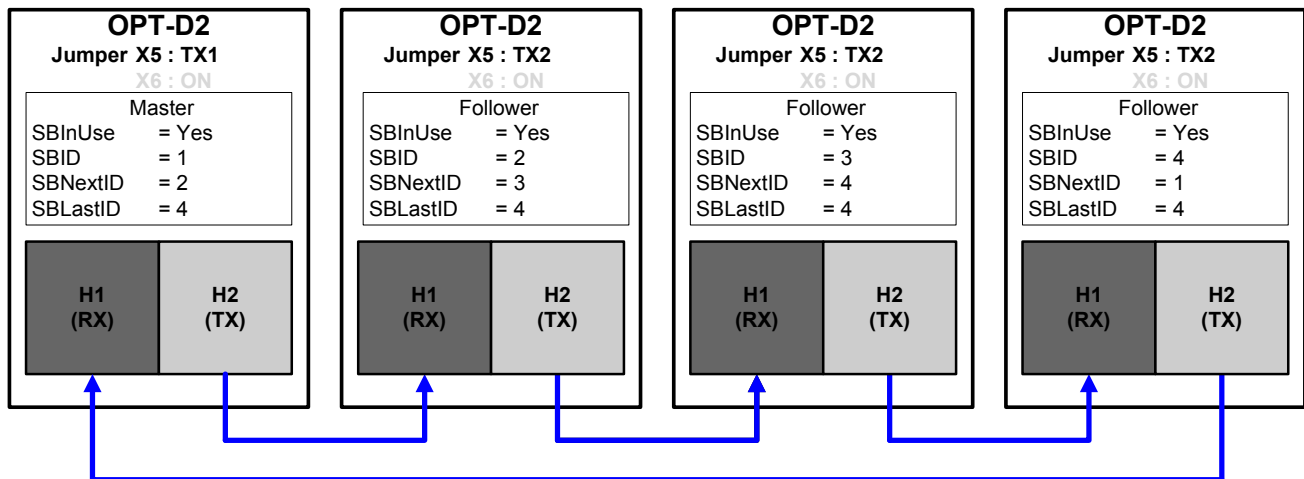 OPT-D2
Jumper X5 : TX1
X6 : ON
Master
SBInUse = Yes
SBID = 1
SBNextID = 2
SBLastID = 4
H1
(RX)
H2
(TX)
OPT-D2
Jumper X5 : TX2
X6 : ON
Follower
SBInUse = Yes
SBID = 2
SBNextID = 3
SBLastID = 4
H1
(RX)
H2
(TX)
OPT-D2
Jumper X5 : TX2
X6 : ON
Follower
SBInUse = Yes
SBID = 3
SBNextID = 4
SBLastID = 4
H1
(RX)
H2
(TX)
OPT-D2
Jumper X5 : TX2
X6 : ON
Follower
SBInUse = Yes
SBID = 4
SBNextID = 1
SBLastID = 4
H1
(RX)
H2
(TX)